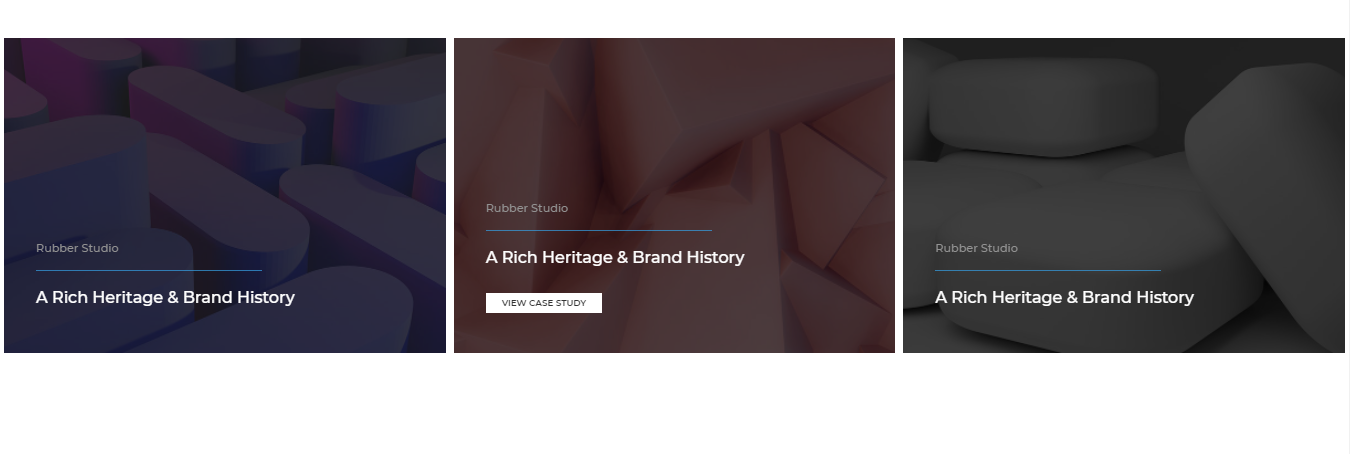 Rubber Studio
A Rich Heritage & Brand History
Rubber Studio
A Rich Heritage & Brand History
VIEW CASE STUDY
Rubber Studio
A Rich Heritage & Brand History